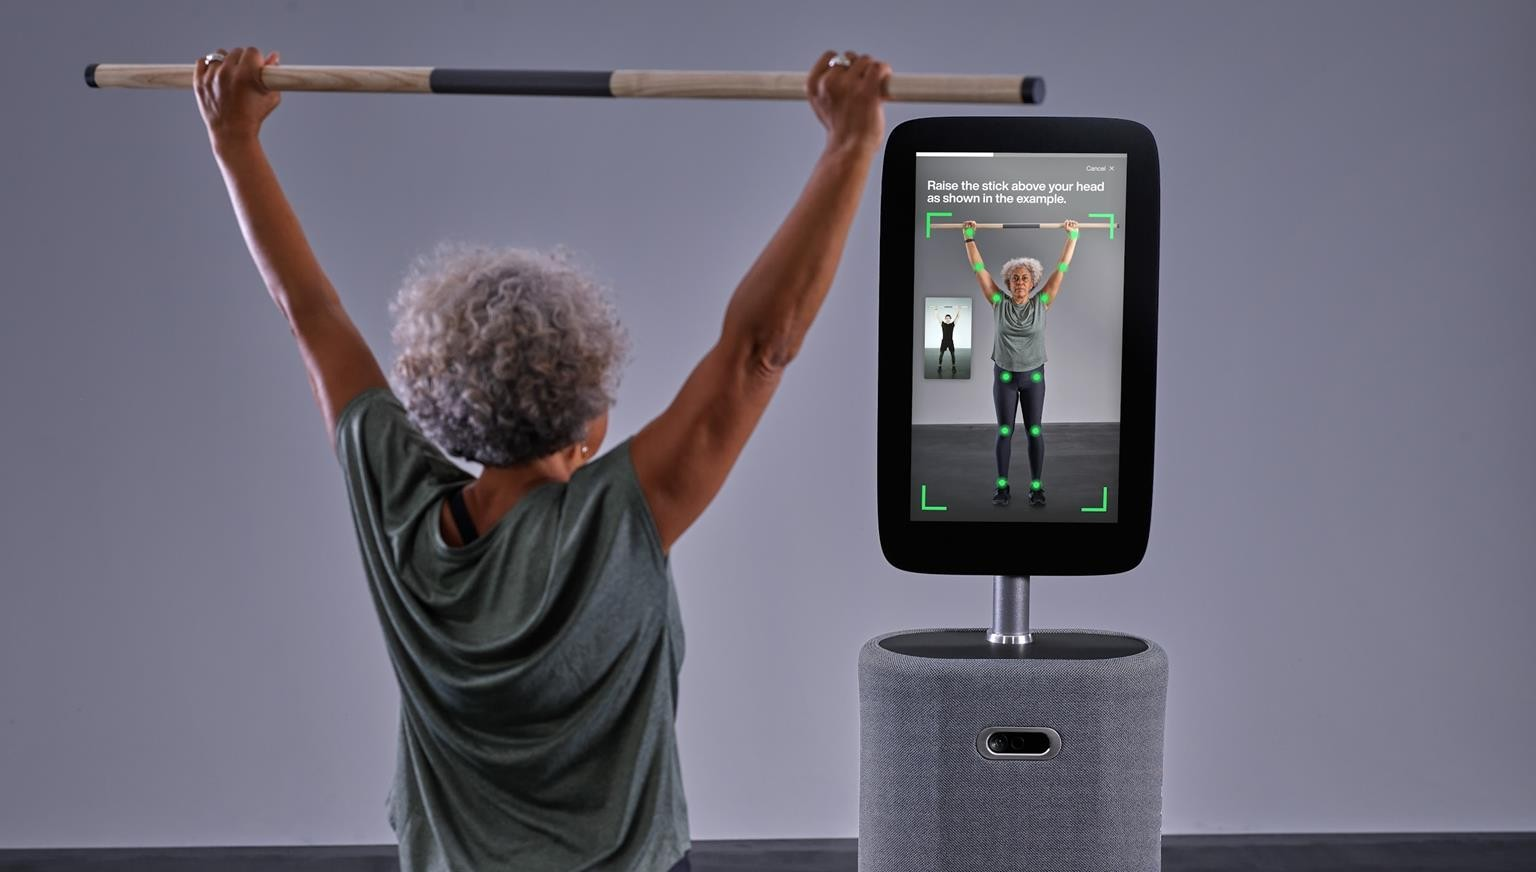 Cancel ×
Raise the stick above your head
as shown in the example.